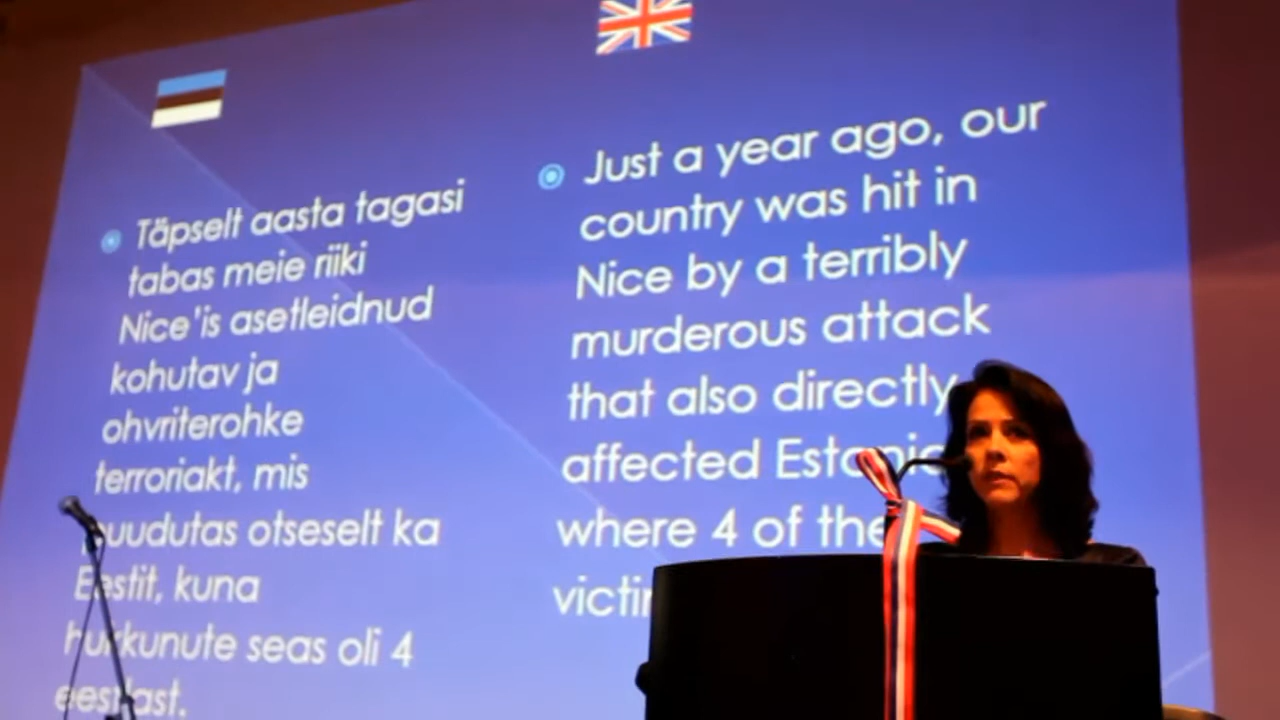 Täpselt aasta tagasi
tabas meie riiki
Nice'is asetleidnud
kohutav ja
ohvriterohke
terroriakt, mis
puudutas otseselt ka
Eestit, kuna
hukkunute seas oli 4
eestlast.
Just a year ago, our
country was hit in
Nice by a terribly
murderous attack
that also directly
affected Estonia
where 4 of the